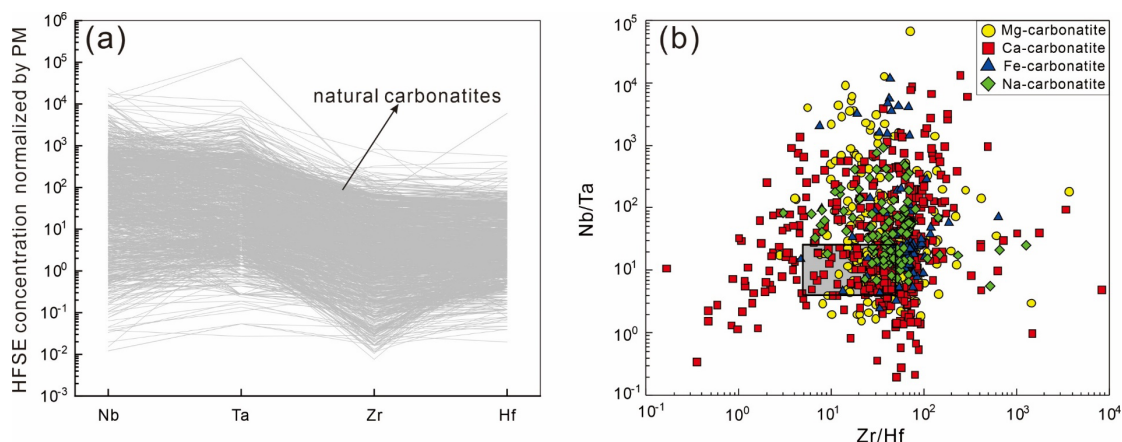 (a)
HFSE concentration normalized by PM
10^6
10^5
10^4
10^3
10^2
10^1
10^0
10^-1
10^-2
10^-3
natural carbonatites
Nb Ta Zr Hf
(b)
Mg-carbonatite
Ca-carbonatite
Fe-carbonatite
Na-carbonatite
Nb/Ta
10^5
10^4
10^3
10^2
10^1
10^0
10^-1
10^-1 10^0 10^1 10^2 10^3 10^4
Zr/Hf